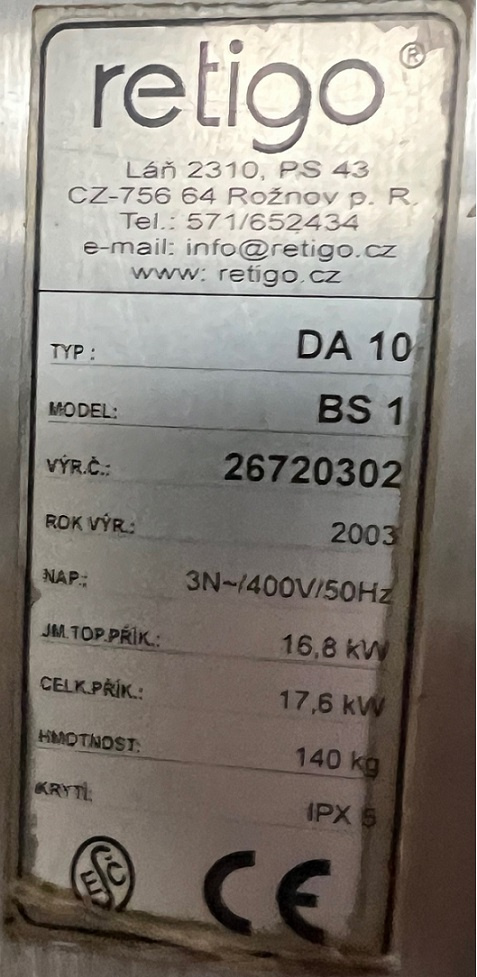 retigo®
Láň 2310, PS 43
CZ-756 64 Rožnov p. R.
Tel.: 571/652434
e-mail: info@retigo.cz
www: retigo.cz
TYP: DA 10
MODEL: BS 1
VÝR.Č.: 26720302
ROK VÝR.: 2003
NAP.: 3N~/400V/50Hz
JM.TOP.PŘÍK.: 16,8 kW
CELK.PŘÍK.: 17,6 kW
HMOTNOST: 140 kg
KRYTÍ: IPX 5
ESČ CE